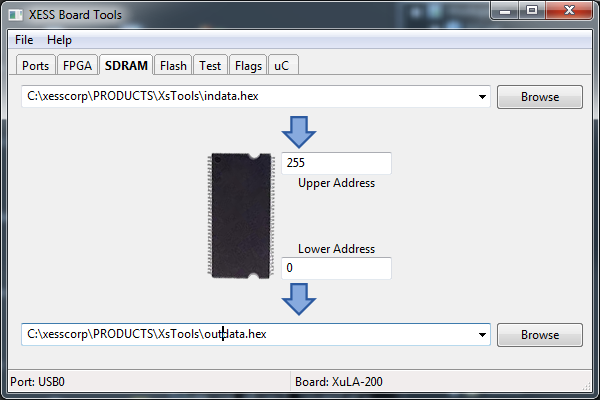 XESS Board Tools
File Help
Ports FPGA SDRAM Flash Test Flags uC
C:\xesscorp\PRODUCTS\XsTools\indata.hex Browse
255
Upper Address
Lower Address
0
C:\xesscorp\PRODUCTS\XsTools\outdata.hex Browse
Port: USB0 Board: XuLA-200